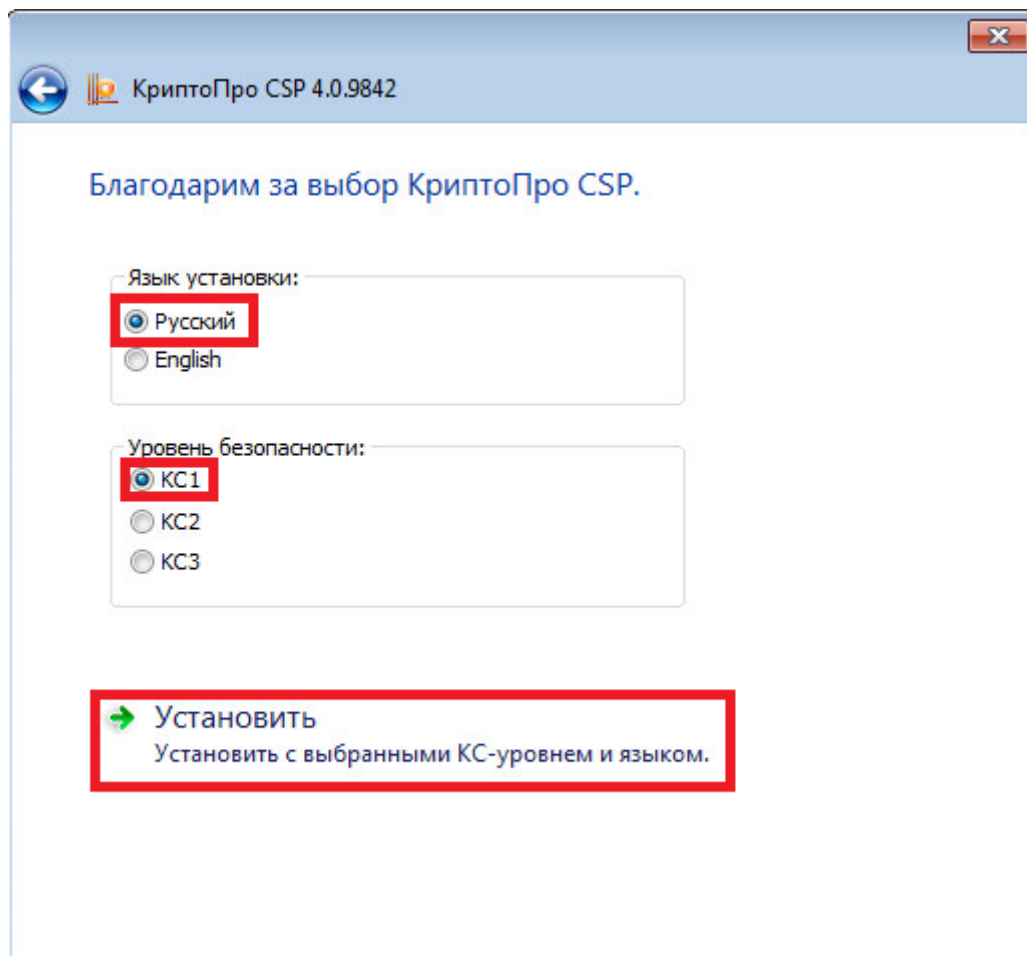 КриптоПро CSP 4.0.9842
Благодарим за выбор КриптоПро CSP.
Язык установки:
Русский
English
Уровень безопасности:
КС1
КС2
КС3
Установить
Установить с выбранными КС-уровнем и языком.